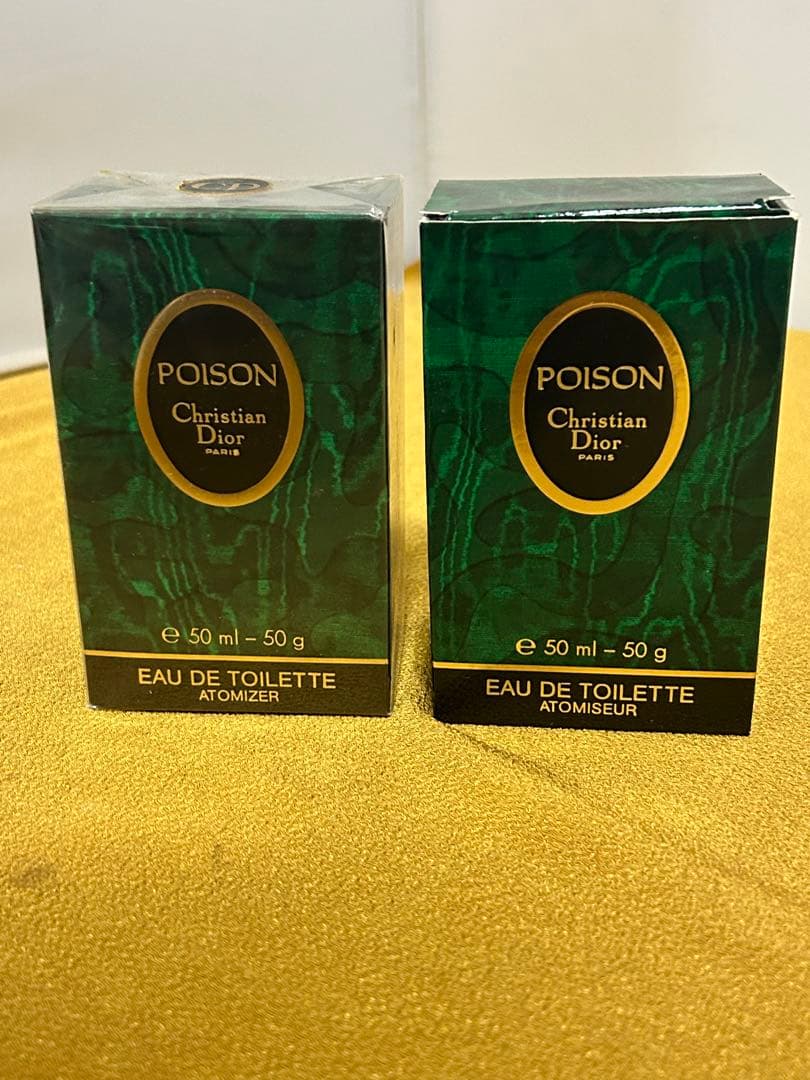 CD
POISON
Christian
Dior
PARIS
e 50 ml – 50 g
EAU DE TOILETTE
ATOMIZER
POISON
Christian
Dior
PARIS
e 50 ml – 50 g
EAU DE TOILETTE
ATOMISEUR